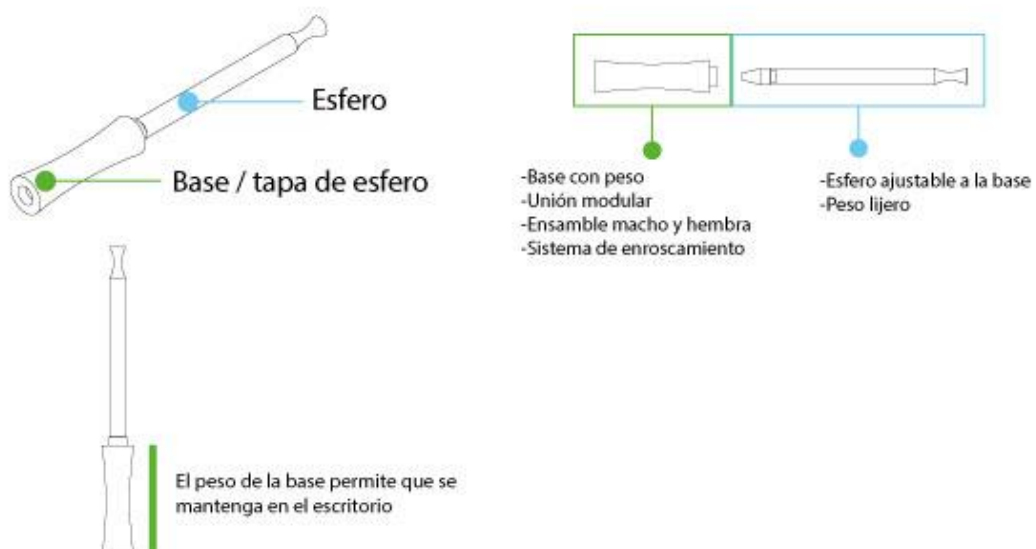 Esfero
Base / tapa de esfero
-Base con peso
-Unión modular
-Ensamble macho y hembra
-Sistema de enroscamiento
-Esfero ajustable a la base
-Peso lijero
El peso de la base permite que se
mantenga en el escritorio